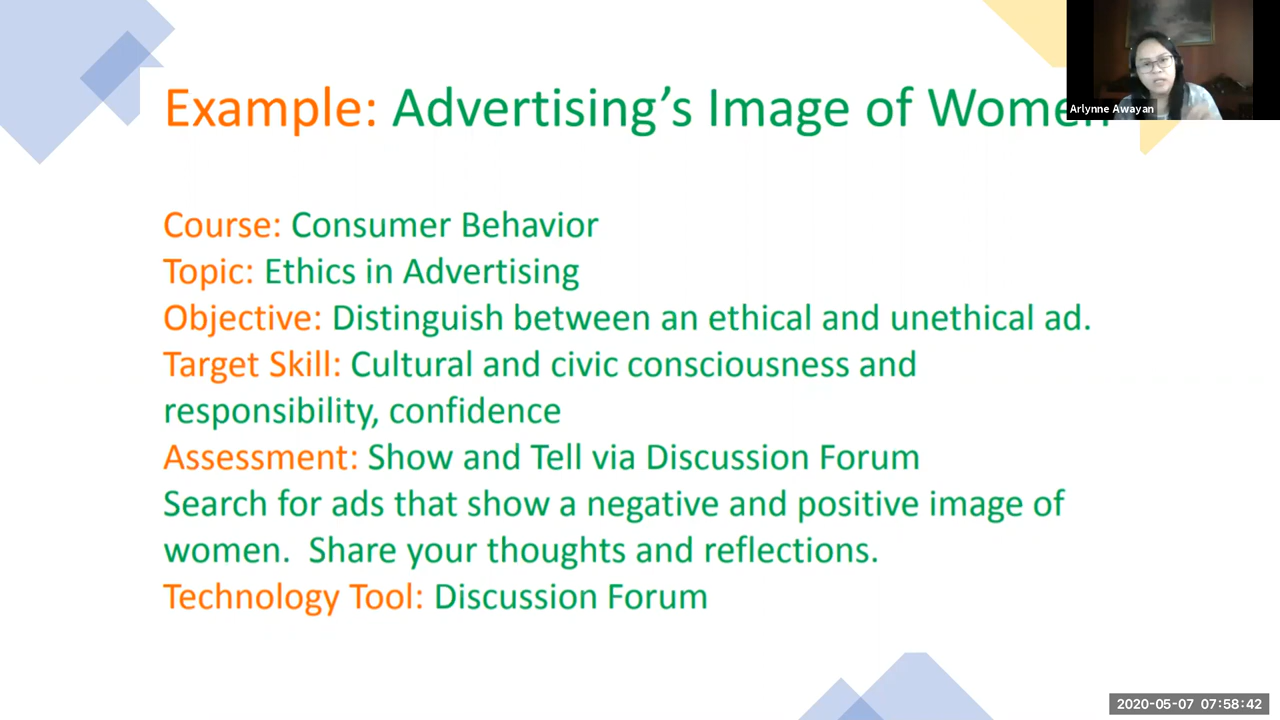 Example: Advertising’s Image of Women
Arlynne Awayan
Course: Consumer Behavior
Topic: Ethics in Advertising
Objective: Distinguish between an ethical and unethical ad.
Target Skill: Cultural and civic consciousness and
responsibility, confidence
Assessment: Show and Tell via Discussion Forum
Search for ads that show a negative and positive image of
women.  Share your thoughts and reflections.
Technology Tool: Discussion Forum
2020-05-07 07:58:42